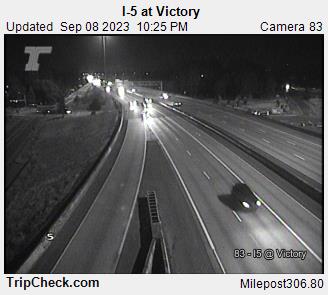 I-5 at Victory
Updated Sep 08 2023 10:25 PM Camera 83
T
S
83 - I5 @ Victory
TripCheck.com Milepost306.80